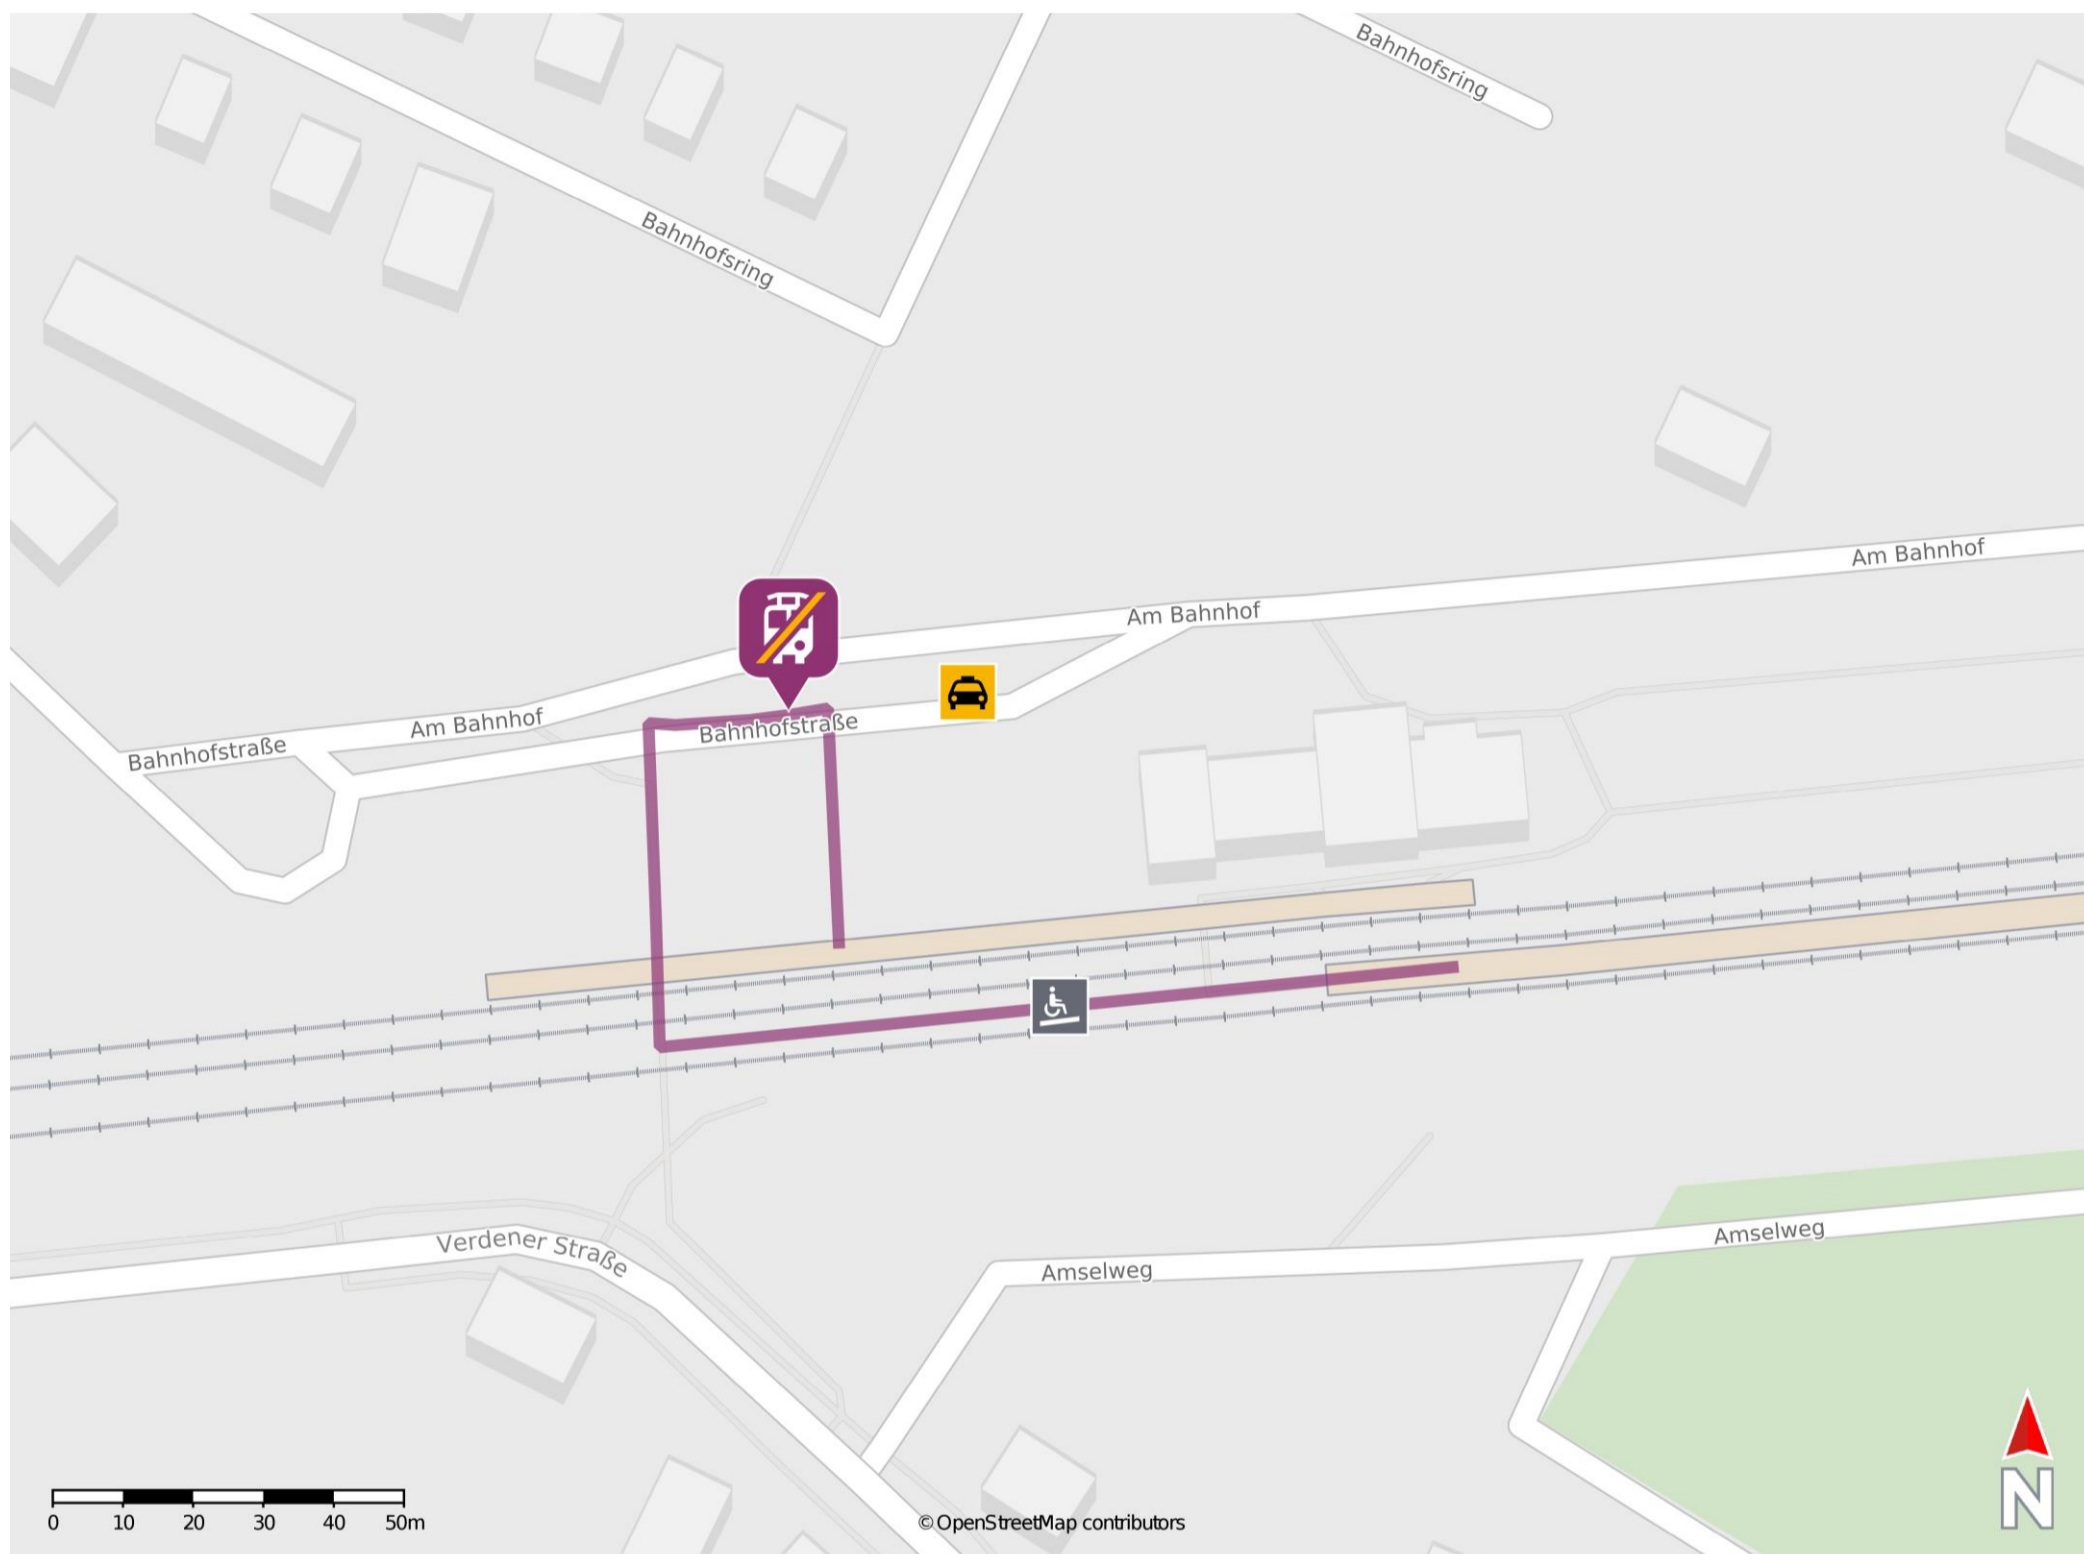 Bahnhofsring
Bahnhofsring
Am Bahnhof
Am Bahnhof
Am Bahnhof
Bahnhofstraße
Bahnhofstraße
Verdener Straße
Amselweg
Amselweg
N
0 10 20 30 40 50m
© OpenStreetMap contributors